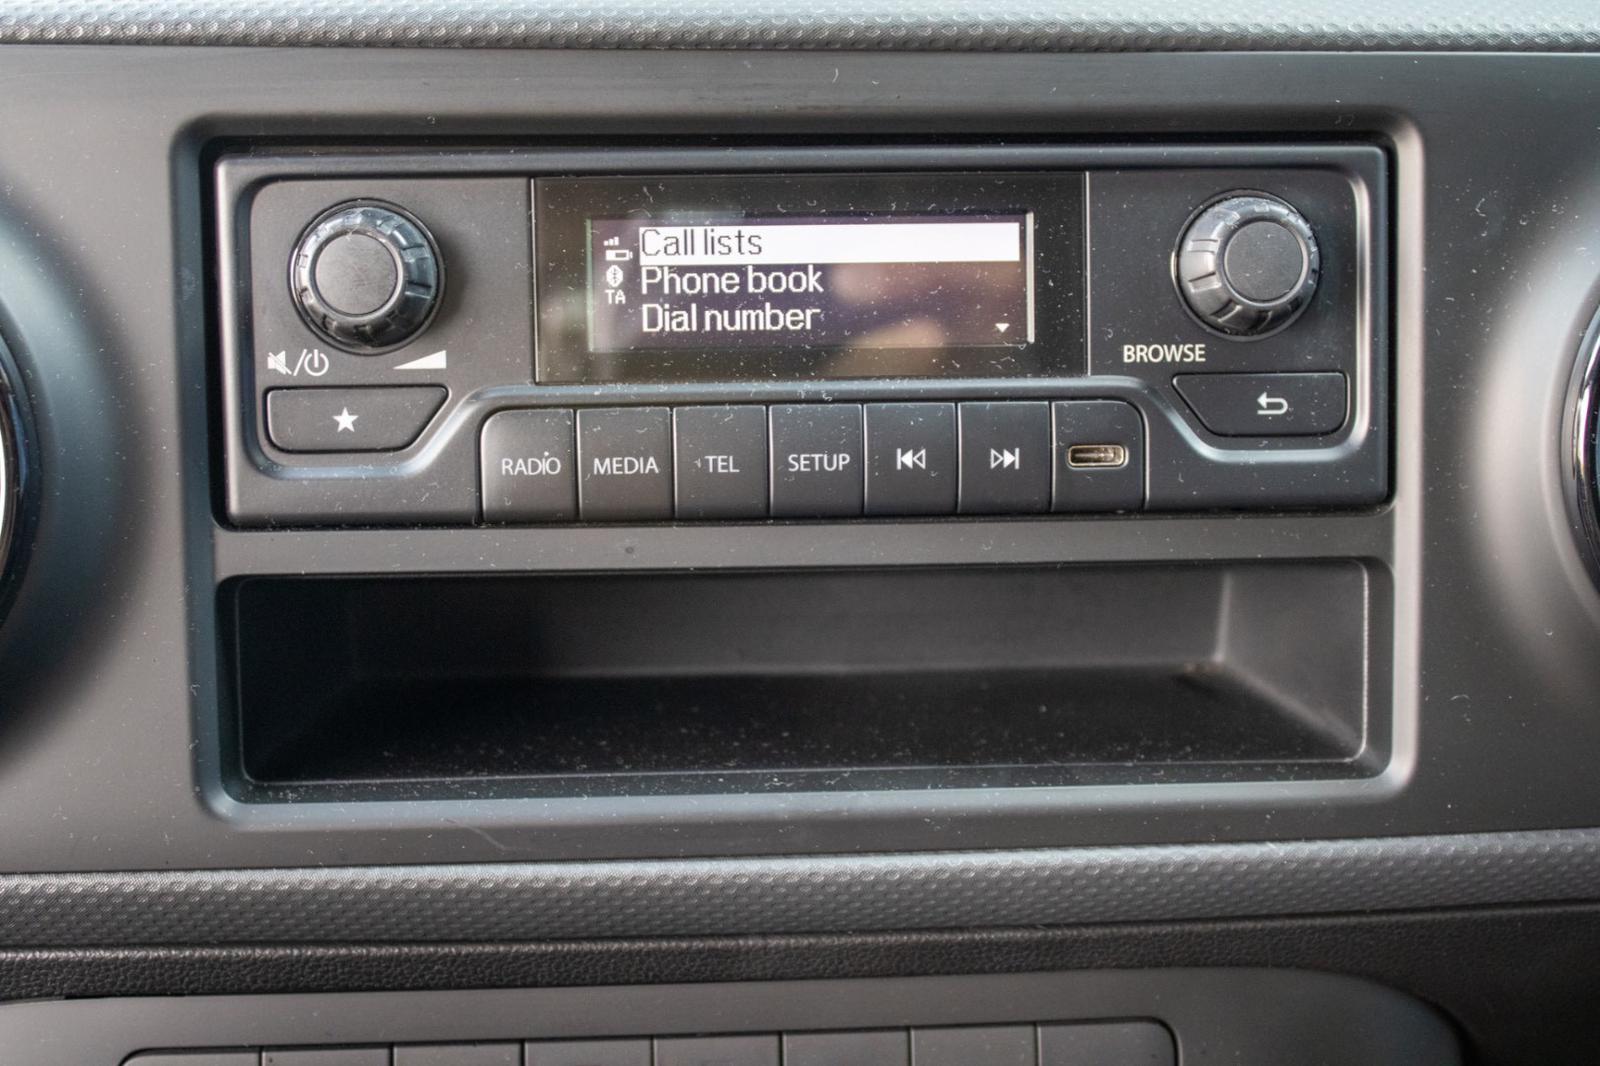 Call lists
Phone book
TA
Dial number
BROWSE
RADIO
MEDIA
TEL
SETUP